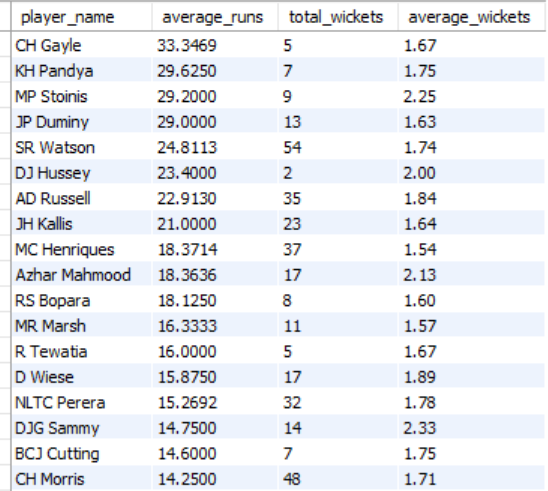 player_name average_runs total_wickets average_wickets
CH Gayle 33.3469 5 1.67
KH Pandya 29.6250 7 1.75
MP Stoinis 29.2000 9 2.25
JP Duminy 29.0000 13 1.63
SR Watson 24.8113 54 1.74
DJ Hussey 23.4000 2 2.00
AD Russell 22.9130 35 1.84
JH Kallis 21.0000 23 1.64
MC Henriques 18.3714 37 1.54
Azhar Mahmood 18.3636 17 2.13
RS Bopara 18.1250 8 1.60
MR Marsh 16.3333 11 1.57
R Tewatia 16.0000 5 1.67
D Wiese 15.8750 17 1.89
NLTC Perera 15.2692 32 1.78
DJG Sammy 14.7500 14 2.33
BCJ Cutting 14.6000 7 1.75
CH Morris 14.2500 48 1.71